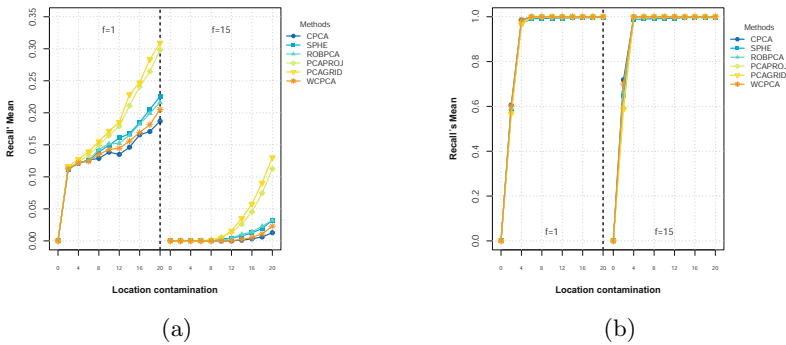 f=1
f=15
Recall' Mean
0.00
0.05
0.10
0.15
0.20
0.25
0.30
0.35
0 4 8 12 16 20 0 4 8 12 16 20
Location contamination
Methods
CPCA
SPHE
ROBPCA
PCAPROJ
PCAGRID
WCPCA
(a)
Recall's Mean
0.0
0.2
0.4
0.6
0.8
1.0
f=1
f=15
0 4 8 12 16 20 0 4 8 12 16 20
Location contamination
Methods
CPCA
SPHE
ROBPCA
PCAPROJ
PCAGRID
WCPCA
(b)